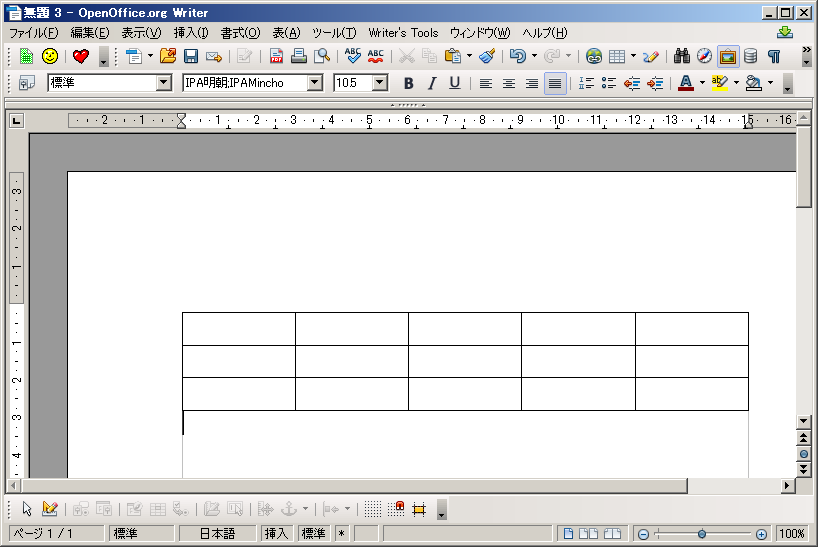 無題 3 - OpenOffice.org Writer
ファイル(F) 編集(E) 表示(V) 挿入(I) 書式(O) 表(A) ツール(T) Writer's Tools ウィンドウ(W) ヘルプ(H)
標準 IPA明朝;IPAMincho 10.5 B I U
2 1 1 2 3 4 5 6 7 8 9 10 11 12 13 14 15 16
3
2
1
1
2
3
4
ページ 1 / 1 標準 日本語 挿入 標準 * 100%